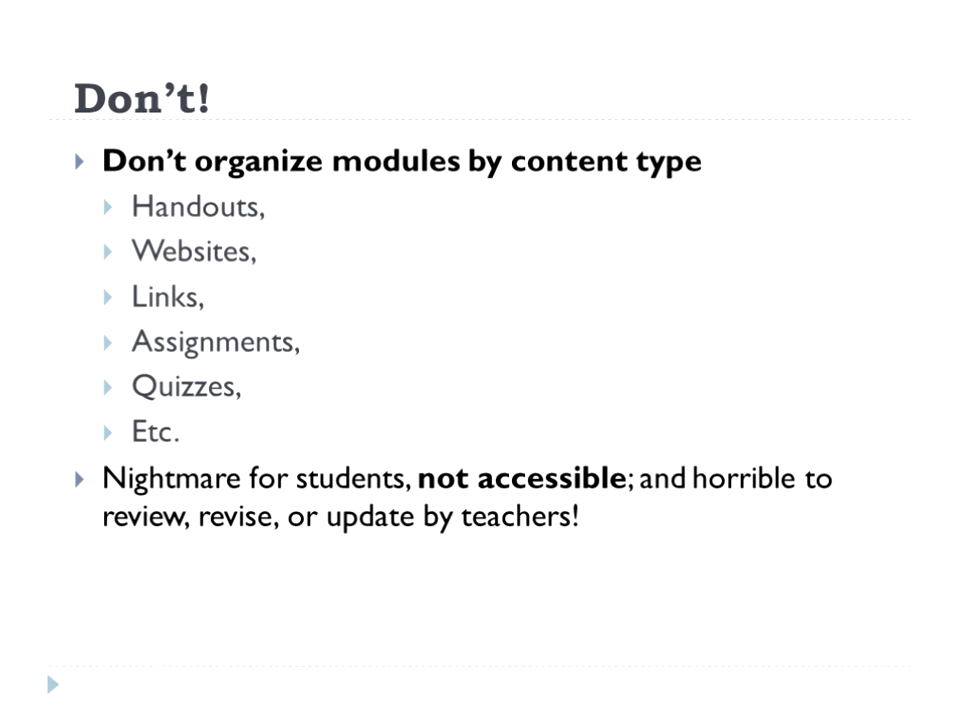 Don’t!
Don’t organize modules by content type
Handouts,
Websites,
Links,
Assignments,
Quizzes,
Etc.
Nightmare for students, not accessible; and horrible to
review, revise, or update by teachers!